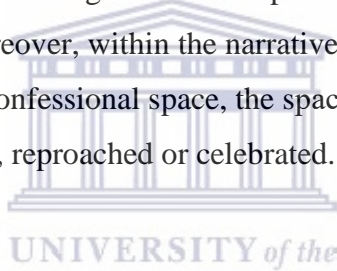 reover, within the narrative
onfessional space, the spac
, reproached or celebrated.
UNIVERSITY of the